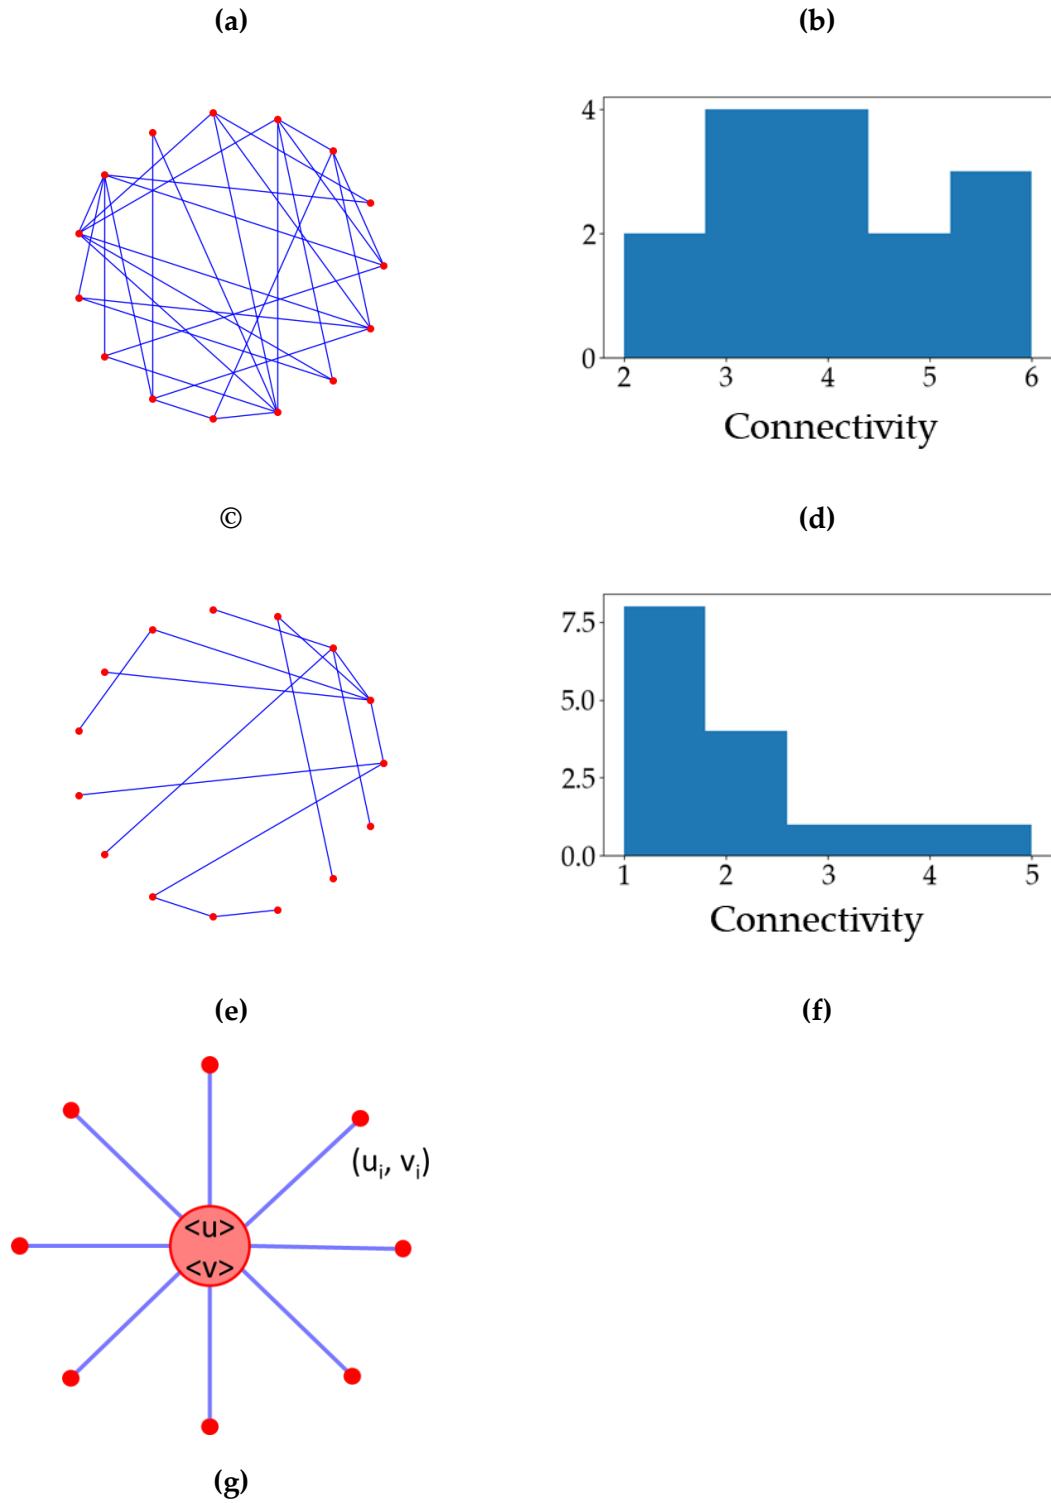 (a) (b)
4
2
0
2 3 4 5 6
Connectivity
© (d)
7.5
5.0
2.5
0.0
1 2 3 4 5
Connectivity
(e) (f)
(uᵢ, vᵢ)
<u>
<v>
(g)